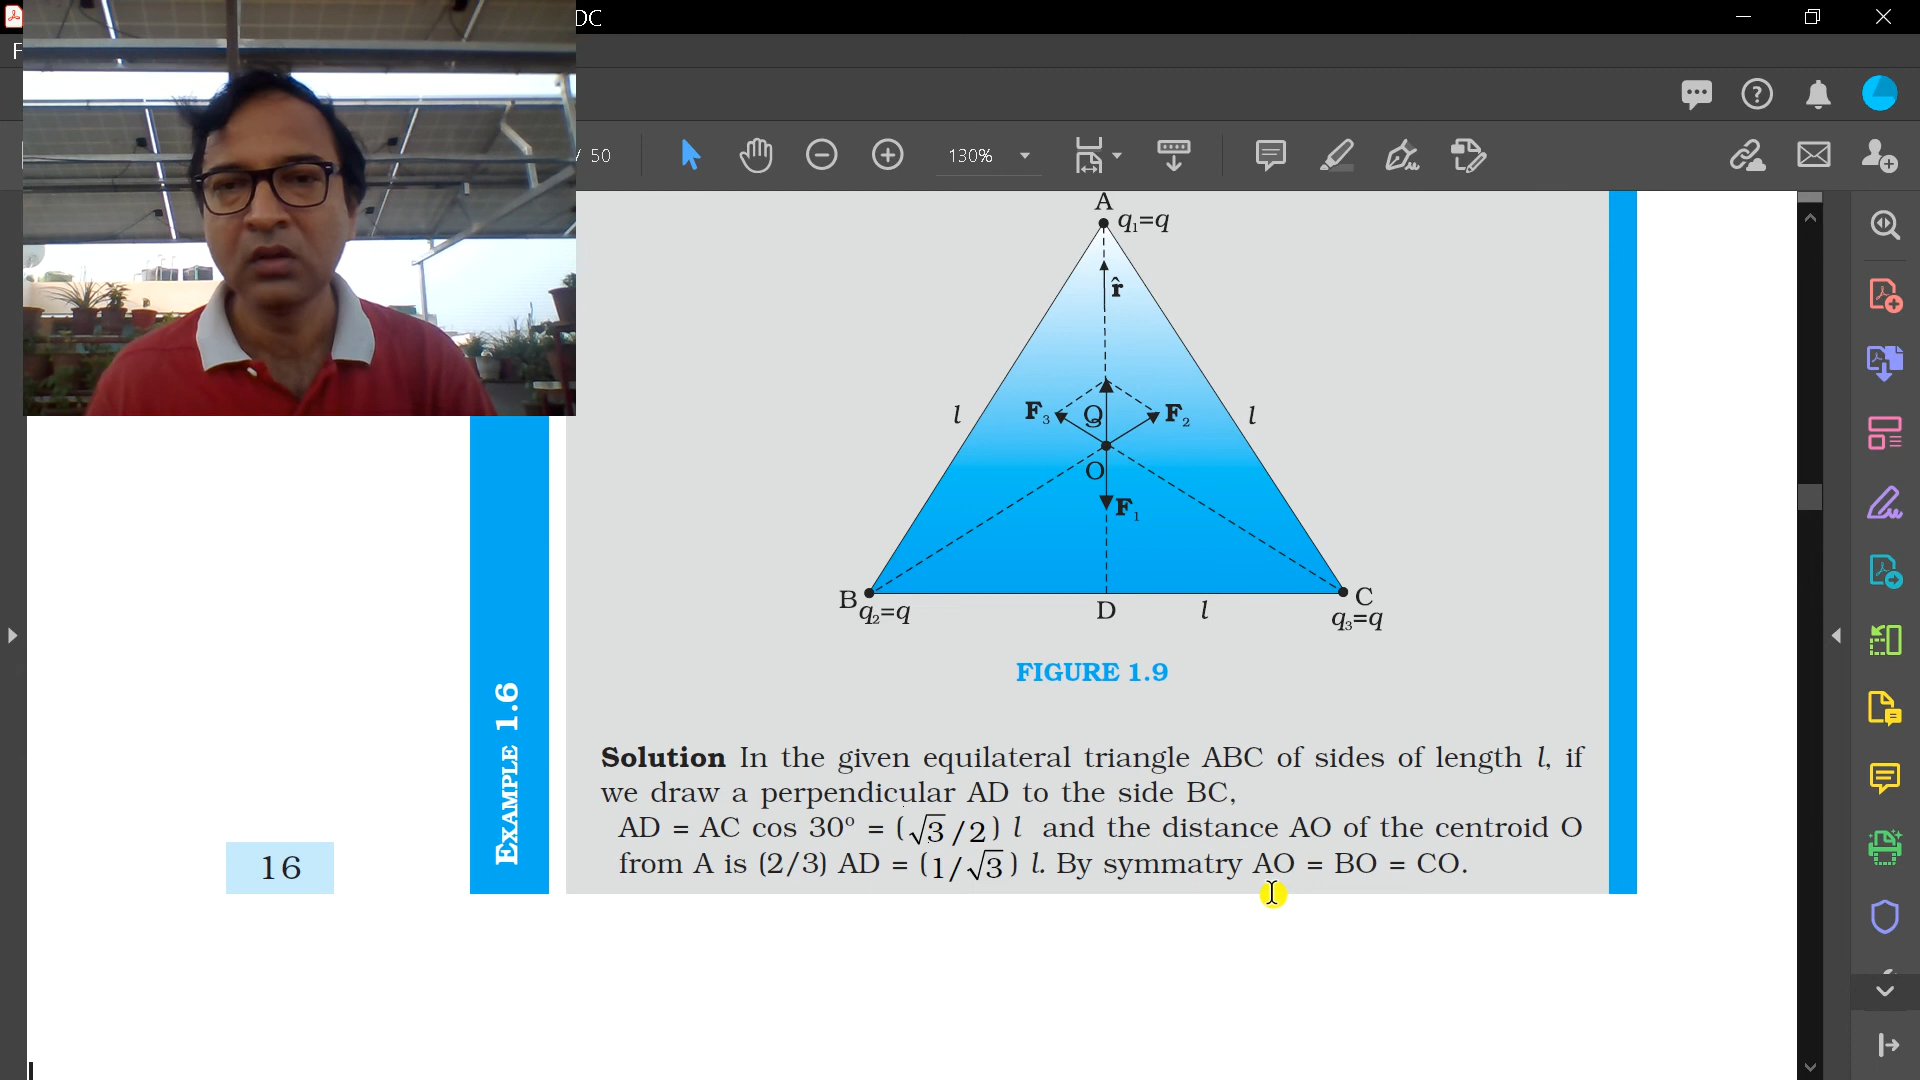 DC
F
/ 50
130%
A
q₁=q
r̂
l
F₃
Q
F₂
l
O
F₁
B
q₂=q
D
l
C
q₃=q
FIGURE 1.9
EXAMPLE 1.6
Solution In the given equilateral triangle ABC of sides of length l, if
we draw a perpendicular AD to the side BC,
AD = AC cos 30º = (√3/2) l and the distance AO of the centroid O
from A is (2/3) AD = (1/√3) l. By symmatry AO = BO = CO.
16